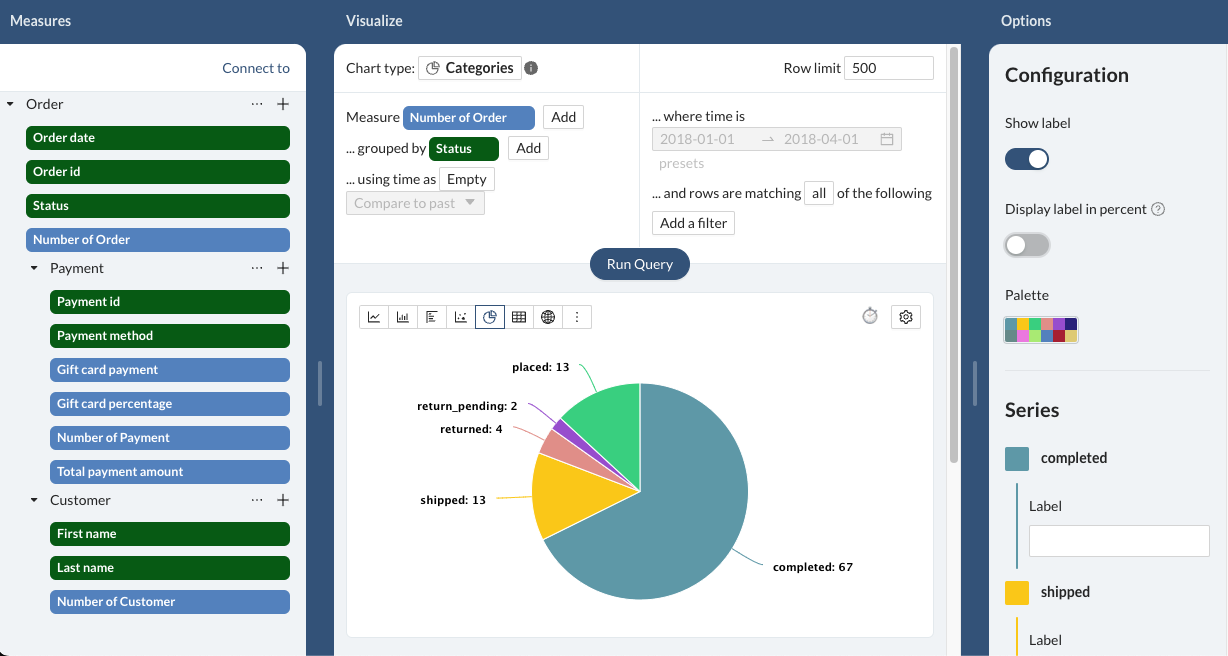 Measures
Connect to
Order
Order date
Order id
Status
Number of Order
Payment
Payment id
Payment method
Gift card payment
Gift card percentage
Number of Payment
Total payment amount
Customer
First name
Last name
Number of Customer
Visualize
Chart type: Categories
Row limit 500
Measure Number of Order Add
... grouped by Status Add
... using time as Empty
Compare to past
... where time is
2018-01-01 → 2018-04-01
presets
... and rows are matching all of the following
Add a filter
Run Query
placed: 13
return_pending: 2
returned: 4
shipped: 13
completed: 67
Options
Configuration
Show label
Display label in percent
Palette
Series
completed
Label
shipped
Label